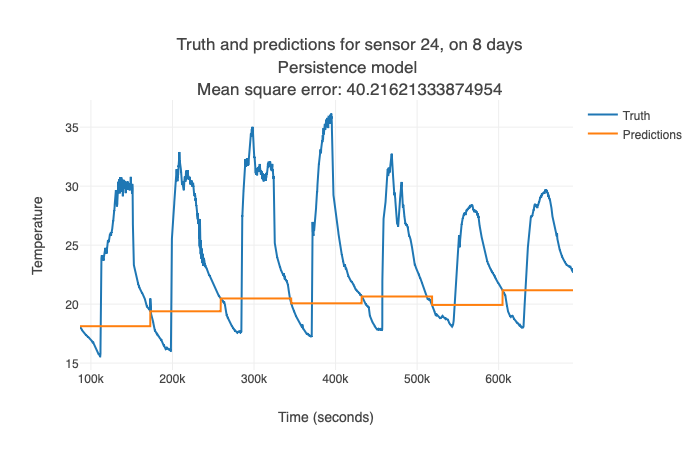 Truth and predictions for sensor 24, on 8 days
Persistence model
Mean square error: 40.21621333874954
Truth
Predictions
35
30
25
20
15
Temperature
100k 200k 300k 400k 500k 600k
Time (seconds)